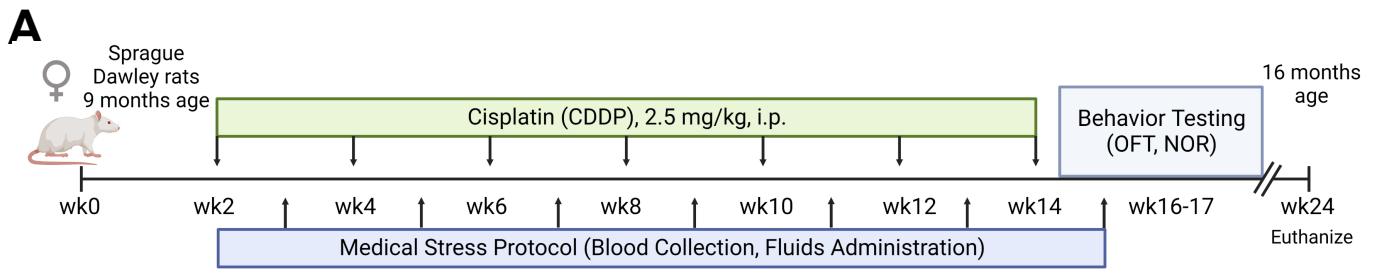 A
Sprague
Dawley rats
9 months age
Cisplatin (CDDP), 2.5 mg/kg, i.p.
Behavior Testing
(OFT, NOR)
16 months
age
wk0 wk2 wk4 wk6 wk8 wk10 wk12 wk14 wk16-17 wk24
Euthanize
Medical Stress Protocol (Blood Collection, Fluids Administration)